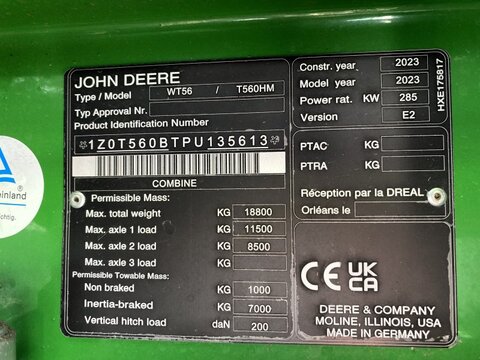 JOHN DEERE
Type / Model WT56 / T560HM
Typ Approval Nr.
Product Identification Number
*1Z0T560BTPU135613*
COMBINE
Permissible Mass:
Max. total weight KG 18800
Max. axle 1 load KG 11500
Max. axle 2 load KG 8500
Max. axle 3 load KG
Permissible Towable Mass:
Non braked KG 1000
Inertia-braked KG 7000
Vertical hitch load daN 200
Constr. year 2023
Model year 2023
Power rat. KW 285
Version E2
PTAC KG
PTRA KG
Réception par la DREAL
Orléans le
CE UK
CA
DEERE & COMPANY
MOLINE, ILLINOIS, USA
MADE IN GERMANY
HXE175817
einland